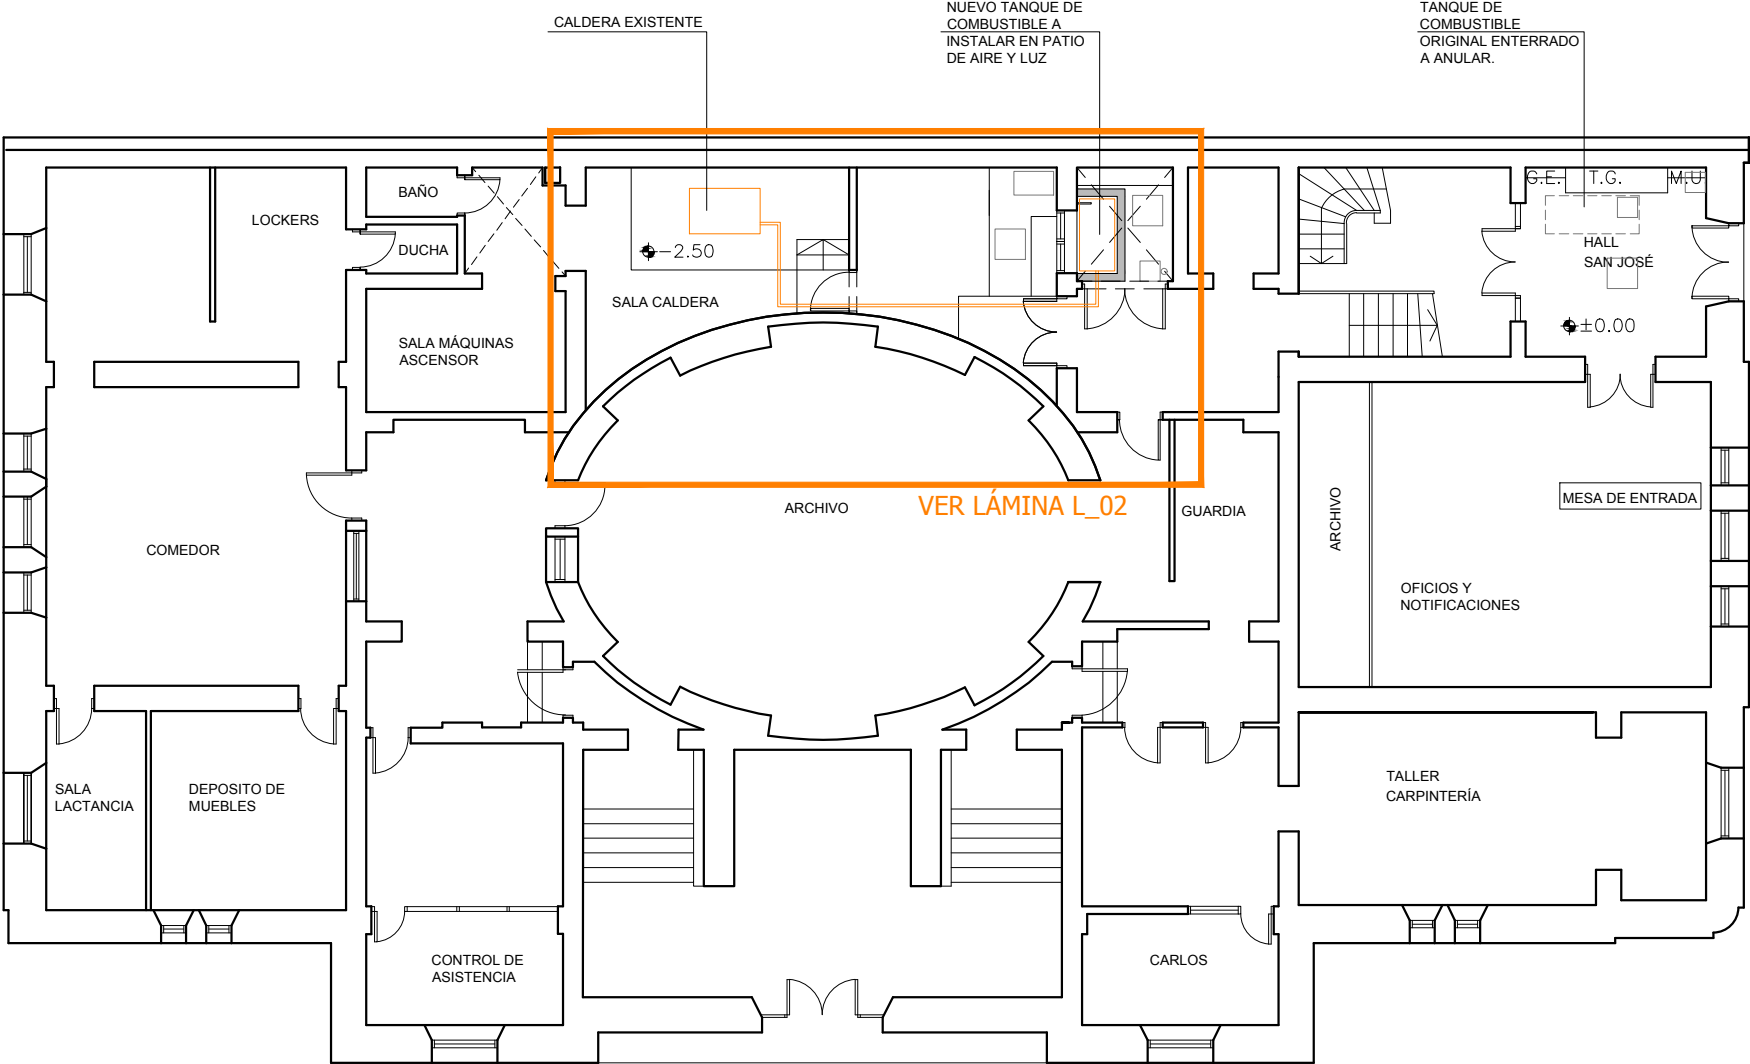 CALDERA EXISTENTE
NUEVO TANQUE DE
COMBUSTIBLE A
INSTALAR EN PATIO
DE AIRE Y LUZ
TANQUE DE
COMBUSTIBLE
ORIGINAL ENTERRADO
A ANULAR.
BAÑO
LOCKERS
DUCHA
-2.50
SALA CALDERA
SALA MÁQUINAS
ASCENSOR
G.E.
T.G.
M.U
HALL
SAN JOSÉ
±0.00
ARCHIVO
VER LÁMINA L_02
GUARDIA
ARCHIVO
MESA DE ENTRADA
COMEDOR
OFICIOS Y
NOTIFICACIONES
SALA
LACTANCIA
DEPOSITO DE
MUEBLES
TALLER
CARPINTERÍA
CONTROL DE
ASISTENCIA
CARLOS